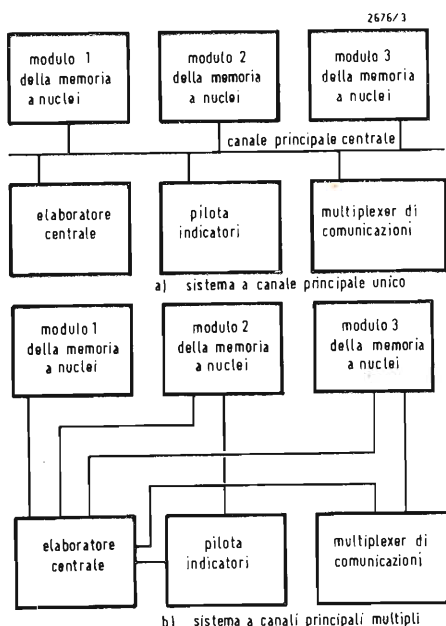 2676/3
modulo 1
della memoria
a nuclei
modulo 2
della memoria
a nuclei
modulo 3
della memoria
a nuclei
canale principale centrale
elaboratore
centrale
pilota
indicatori
multiplexer di
comunicazioni
a) sistema a canale principale unico
modulo 1
della memoria
a nuclei
modulo 2
della memoria
a nuclei
modulo 3
della memoria
a nuclei
elaboratore
centrale
pilota
indicatori
multiplexer di
comunicazioni
b) sistema a canali principali multipli